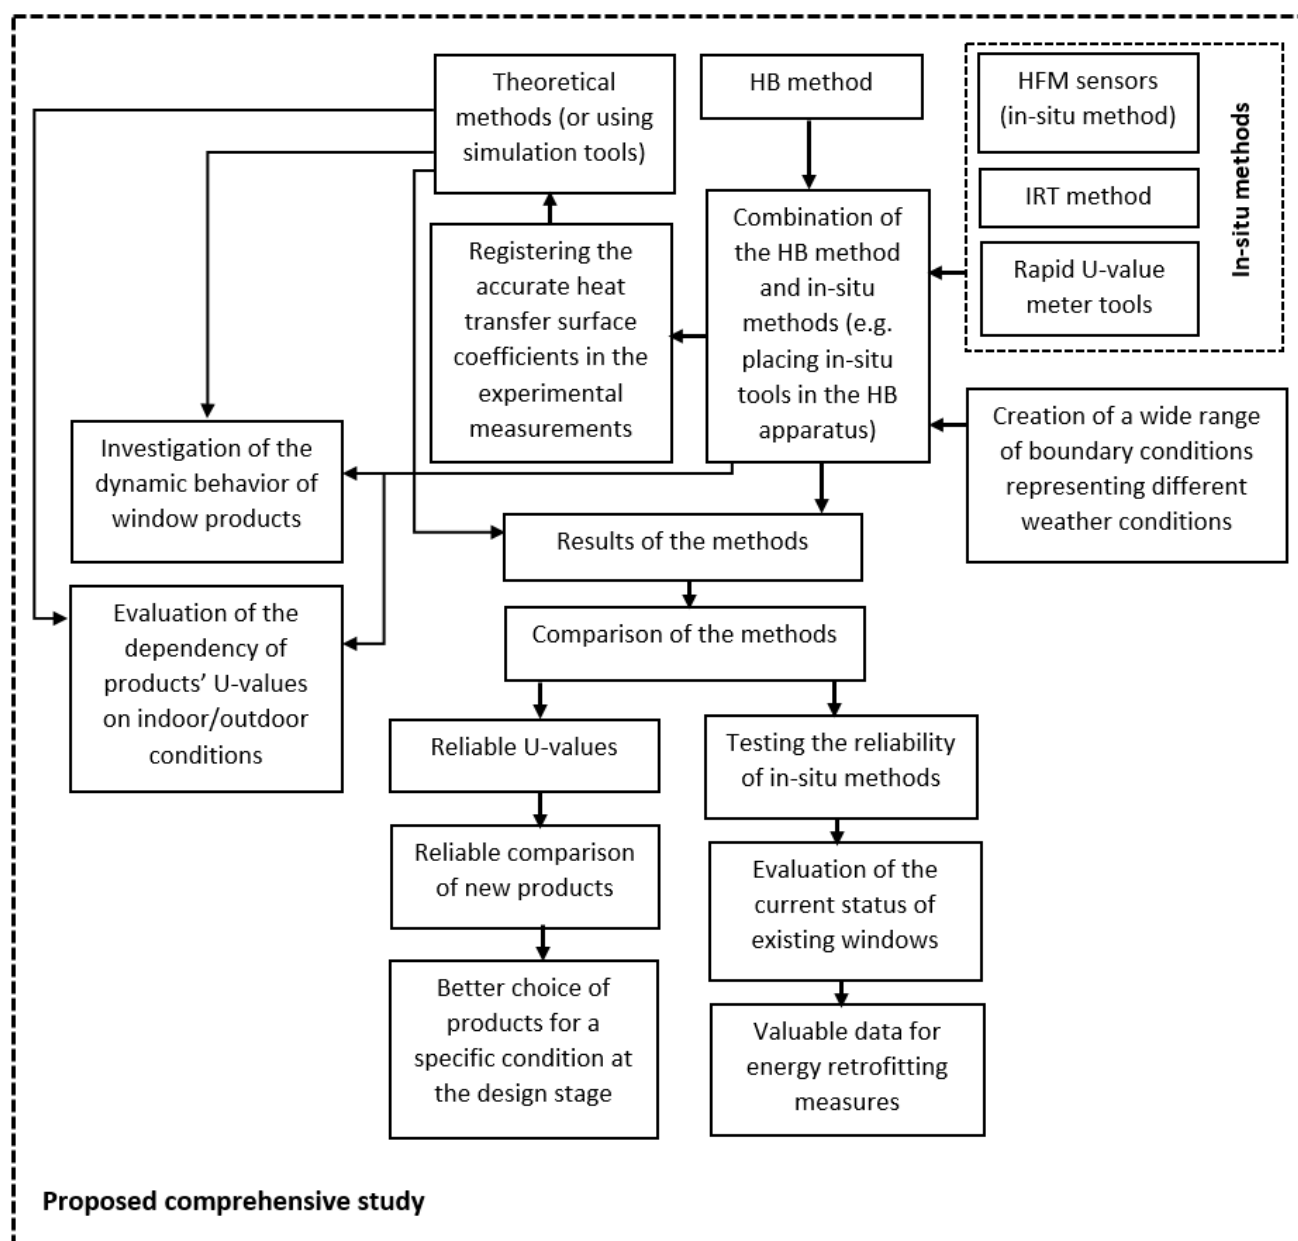 Theoretical
methods (or using
simulation tools)
HB method
HFM sensors
(in-situ method)
IRT method
Rapid U-value
meter tools
In-situ methods
Registering the
accurate heat
transfer surface
coefficients in the
experimental
measurements
Combination of
the HB method
and in-situ
methods (e.g.
placing in-situ
tools in the HB
apparatus)
Creation of a wide range
of boundary conditions
representing different
weather conditions
Investigation of the
dynamic behavior of
window products
Results of the methods
Evaluation of the
dependency of
products’ U-values
on indoor/outdoor
conditions
Comparison of the methods
Reliable U-values
Testing the reliability
of in-situ methods
Reliable comparison
of new products
Evaluation of the
current status of
existing windows
Better choice of
products for a
specific condition at
the design stage
Valuable data for
energy retrofitting
measures
Proposed comprehensive study